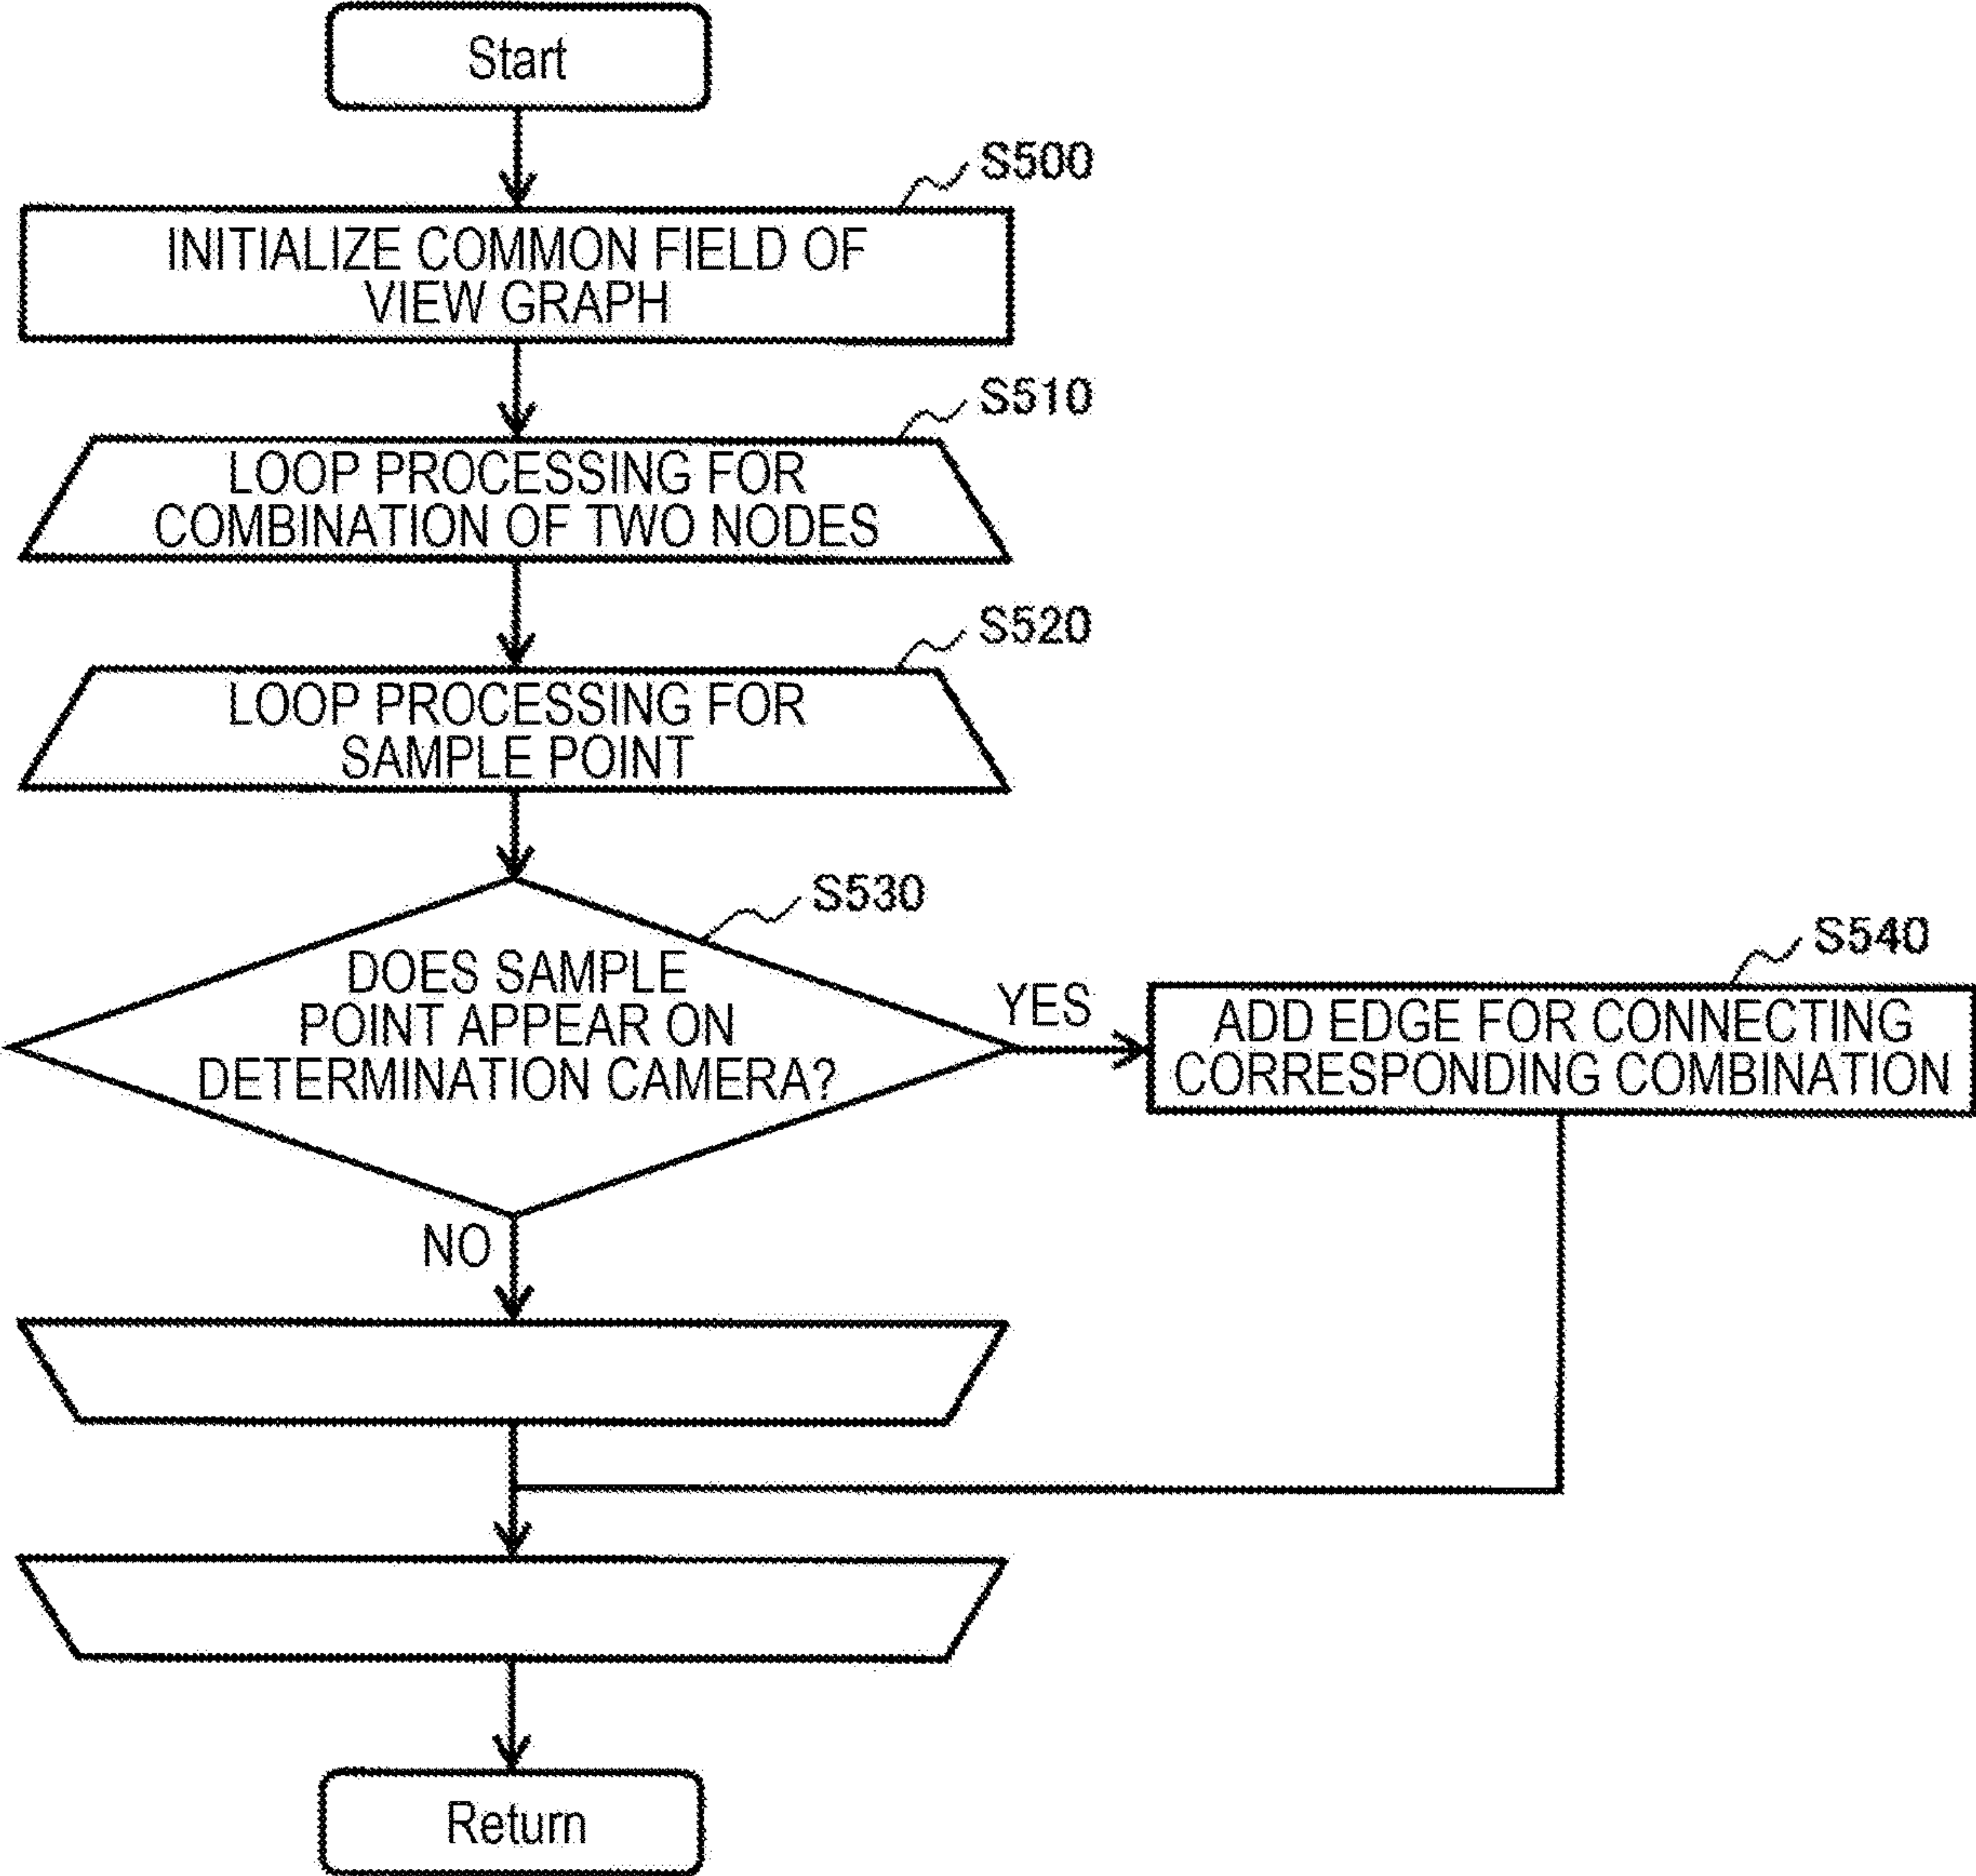 Start
S500
INITIALIZE COMMON FIELD OF
VIEW GRAPH
S510
LOOP PROCESSING FOR
COMBINATION OF TWO NODES
S520
LOOP PROCESSING FOR
SAMPLE POINT
S530
DOES SAMPLE
POINT APPEAR ON
DETERMINATION CAMERA?
YES
S540
ADD EDGE FOR CONNECTING
CORRESPONDING COMBINATION
NO
Return